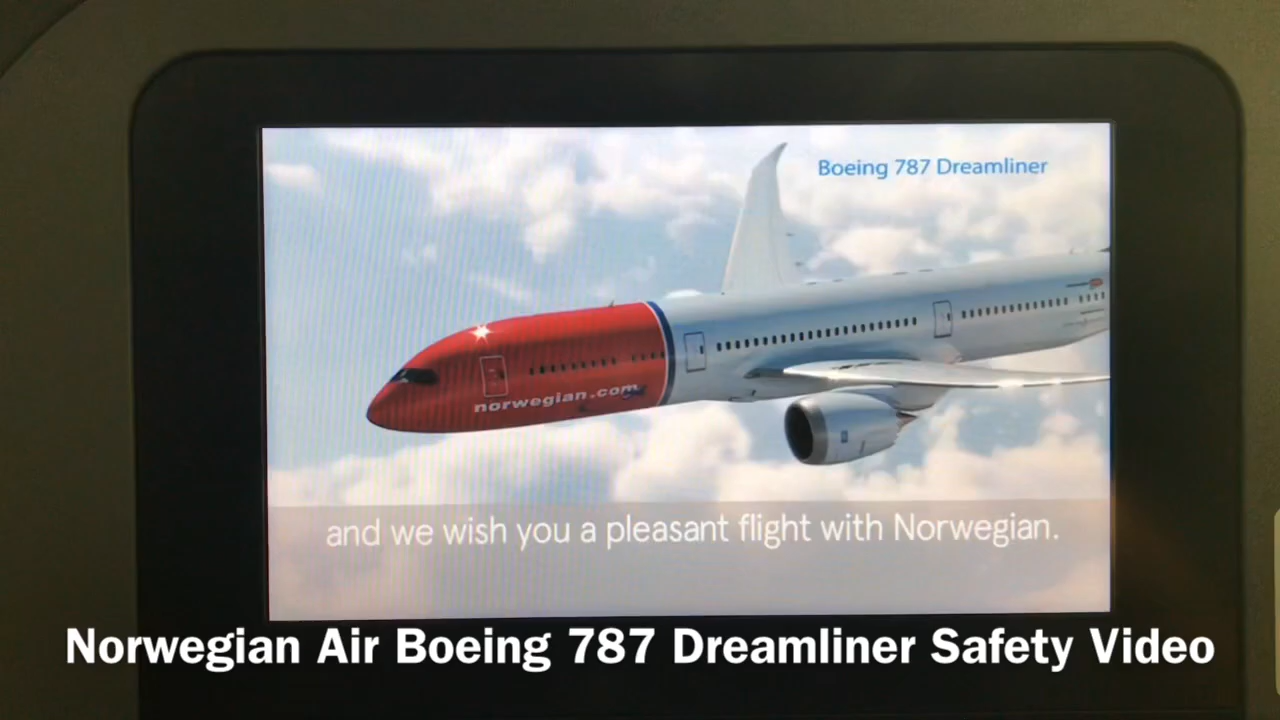 Boeing 787 Dreamliner
norwegian.com
and we wish you a pleasant flight with Norwegian.
Norwegian Air Boeing 787 Dreamliner Safety Video